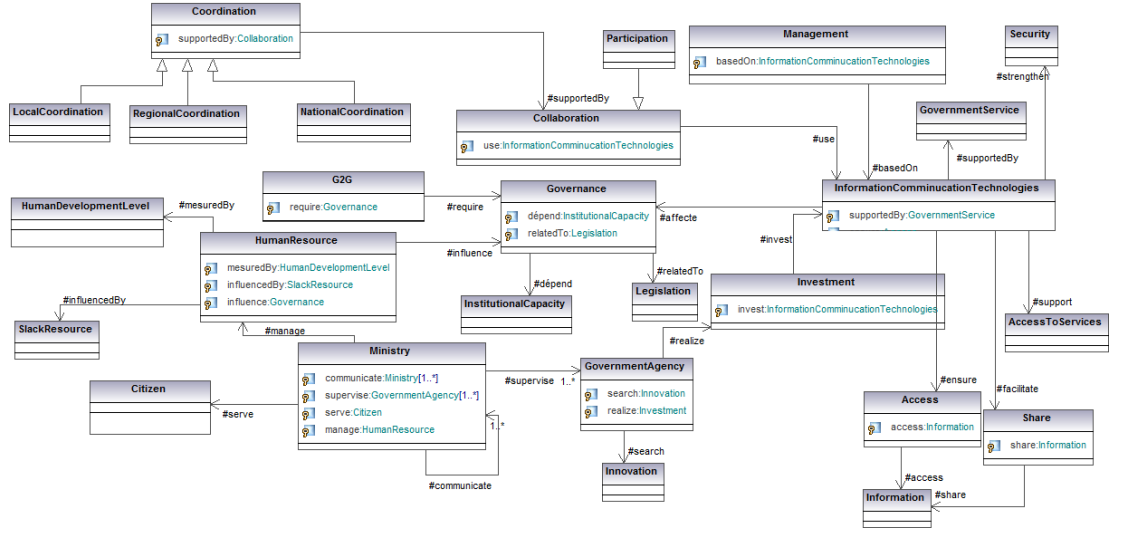 Coordination
supportedBy:Collaboration
Participation
Management
basedOn:InformationComminucationTechnologies
Security
#strengthen
LocalCoordination
RegionalCoordination
NationalCoordination
#supportedBy
Collaboration
use:InformationComminucationTechnologies
#use
#basedOn
GovernmentService
#supportedBy
HumanDevelopmentLevel
#mesuredBy
G2G
require:Governance
#require
Governance
dépend:InstitutionalCapacity
relatedTo:Legislation
#affecte
InformationComminucationTechnologies
supportedBy:GovernmentService
HumanResource
mesuredBy:HumanDevelopmentLevel
influencedBy:SlackResource
influence:Governance
#influence
#invest
#dépend
#relatedTo
InstitutionalCapacity
Legislation
Investment
invest:InformationComminucationTechnologies
#support
AccessToServices
#influencedBy
SlackResource
#manage
#realize
Ministry
communicate:Ministry[1..*]
supervise:GovernmentAgency[1..*]
serve:Citizen
manage:HumanResource
#supervise
1..*
GovernmentAgency
search:Innovation
realize:Investment
Citizen
#serve
1..*
#communicate
#search
Innovation
#ensure
#facilitate
Access
access:Information
Share
share:Information
#access
#share
Information